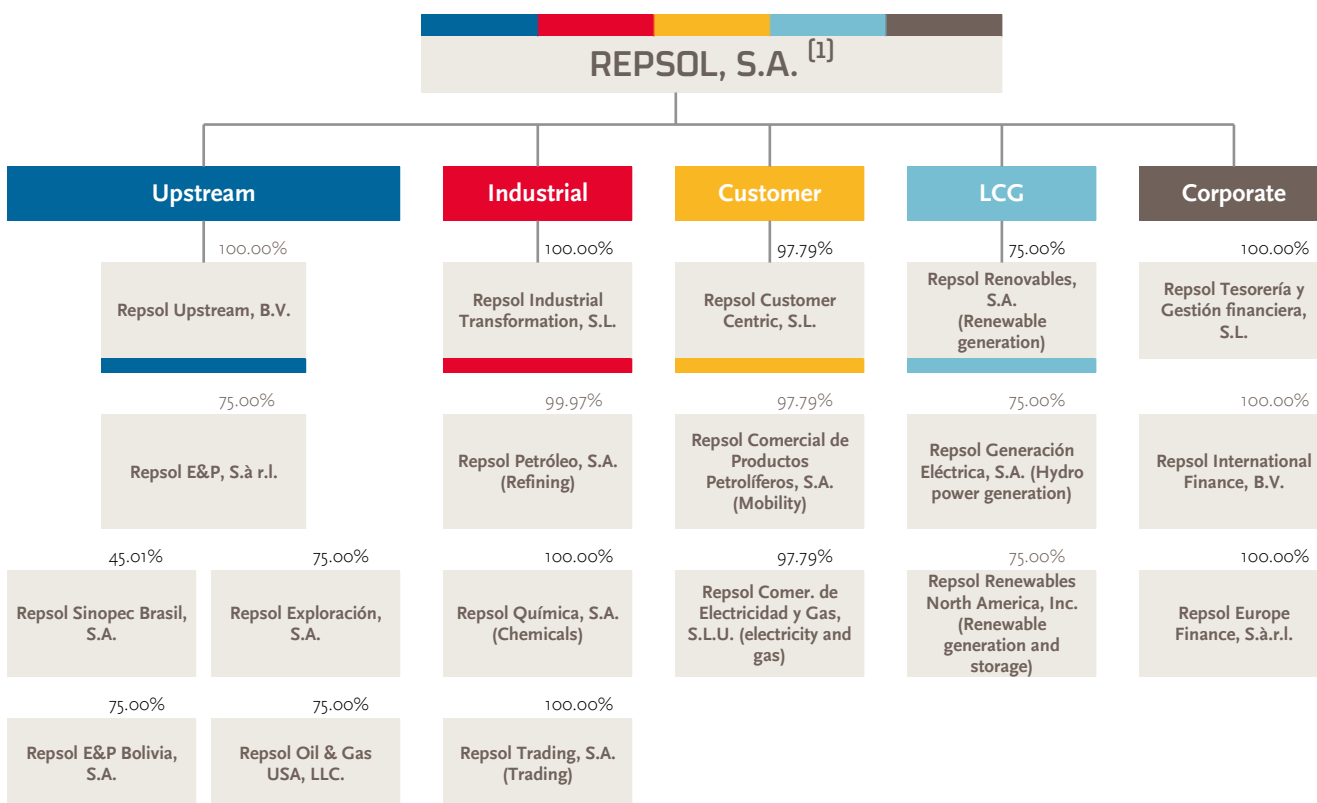 REPSOL, S.A. (1)
Upstream
Industrial
Customer
LCG
Corporate
100.00%
100.00%
97.79%
75.00%
100.00%
Repsol Upstream, B.V.
Repsol Industrial
Transformation, S.L.
Repsol Customer
Centric, S.L.
Repsol Renovables,
S.A.
(Renewable
generation)
Repsol Tesorería y
Gestión financiera,
S.L.
75.00%
99.97%
97.79%
75.00%
100.00%
Repsol E&P, S.à r.l.
Repsol Petróleo, S.A.
(Refining)
Repsol Comercial de
Productos
Petrolíferos, S.A.
(Mobility)
Repsol Generación
Eléctrica, S.A. (Hydro
power generation)
Repsol International
Finance, B.V.
45.01%
75.00%
100.00%
97.79%
75.00%
100.00%
Repsol Sinopec Brasil,
S.A.
Repsol Exploración,
S.A.
Repsol Química, S.A.
(Chemicals)
Repsol Comer. de
Electricidad y Gas,
S.L.U. (electricity and
gas)
Repsol Renewables
North America, Inc.
(Renewable
generation and
storage)
Repsol Europe
Finance, S.à.r.l.
75.00%
75.00%
100.00%
Repsol E&P Bolivia,
S.A.
Repsol Oil & Gas
USA, LLC.
Repsol Trading, S.A.
(Trading)